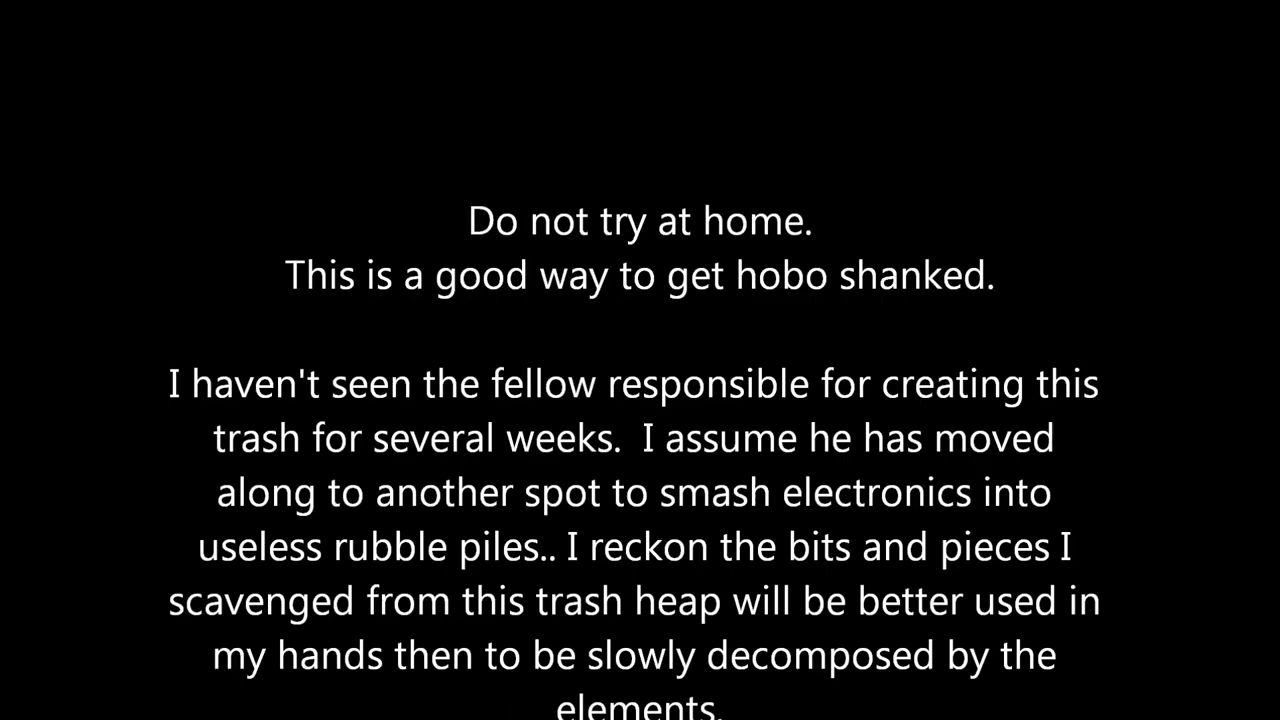 Do not try at home.
This is a good way to get hobo shanked.
I haven't seen the fellow responsible for creating this
trash for several weeks.  I assume he has moved
along to another spot to smash electronics into
useless rubble piles.. I reckon the bits and pieces I
scavenged from this trash heap will be better used in
my hands then to be slowly decomposed by the
elements.